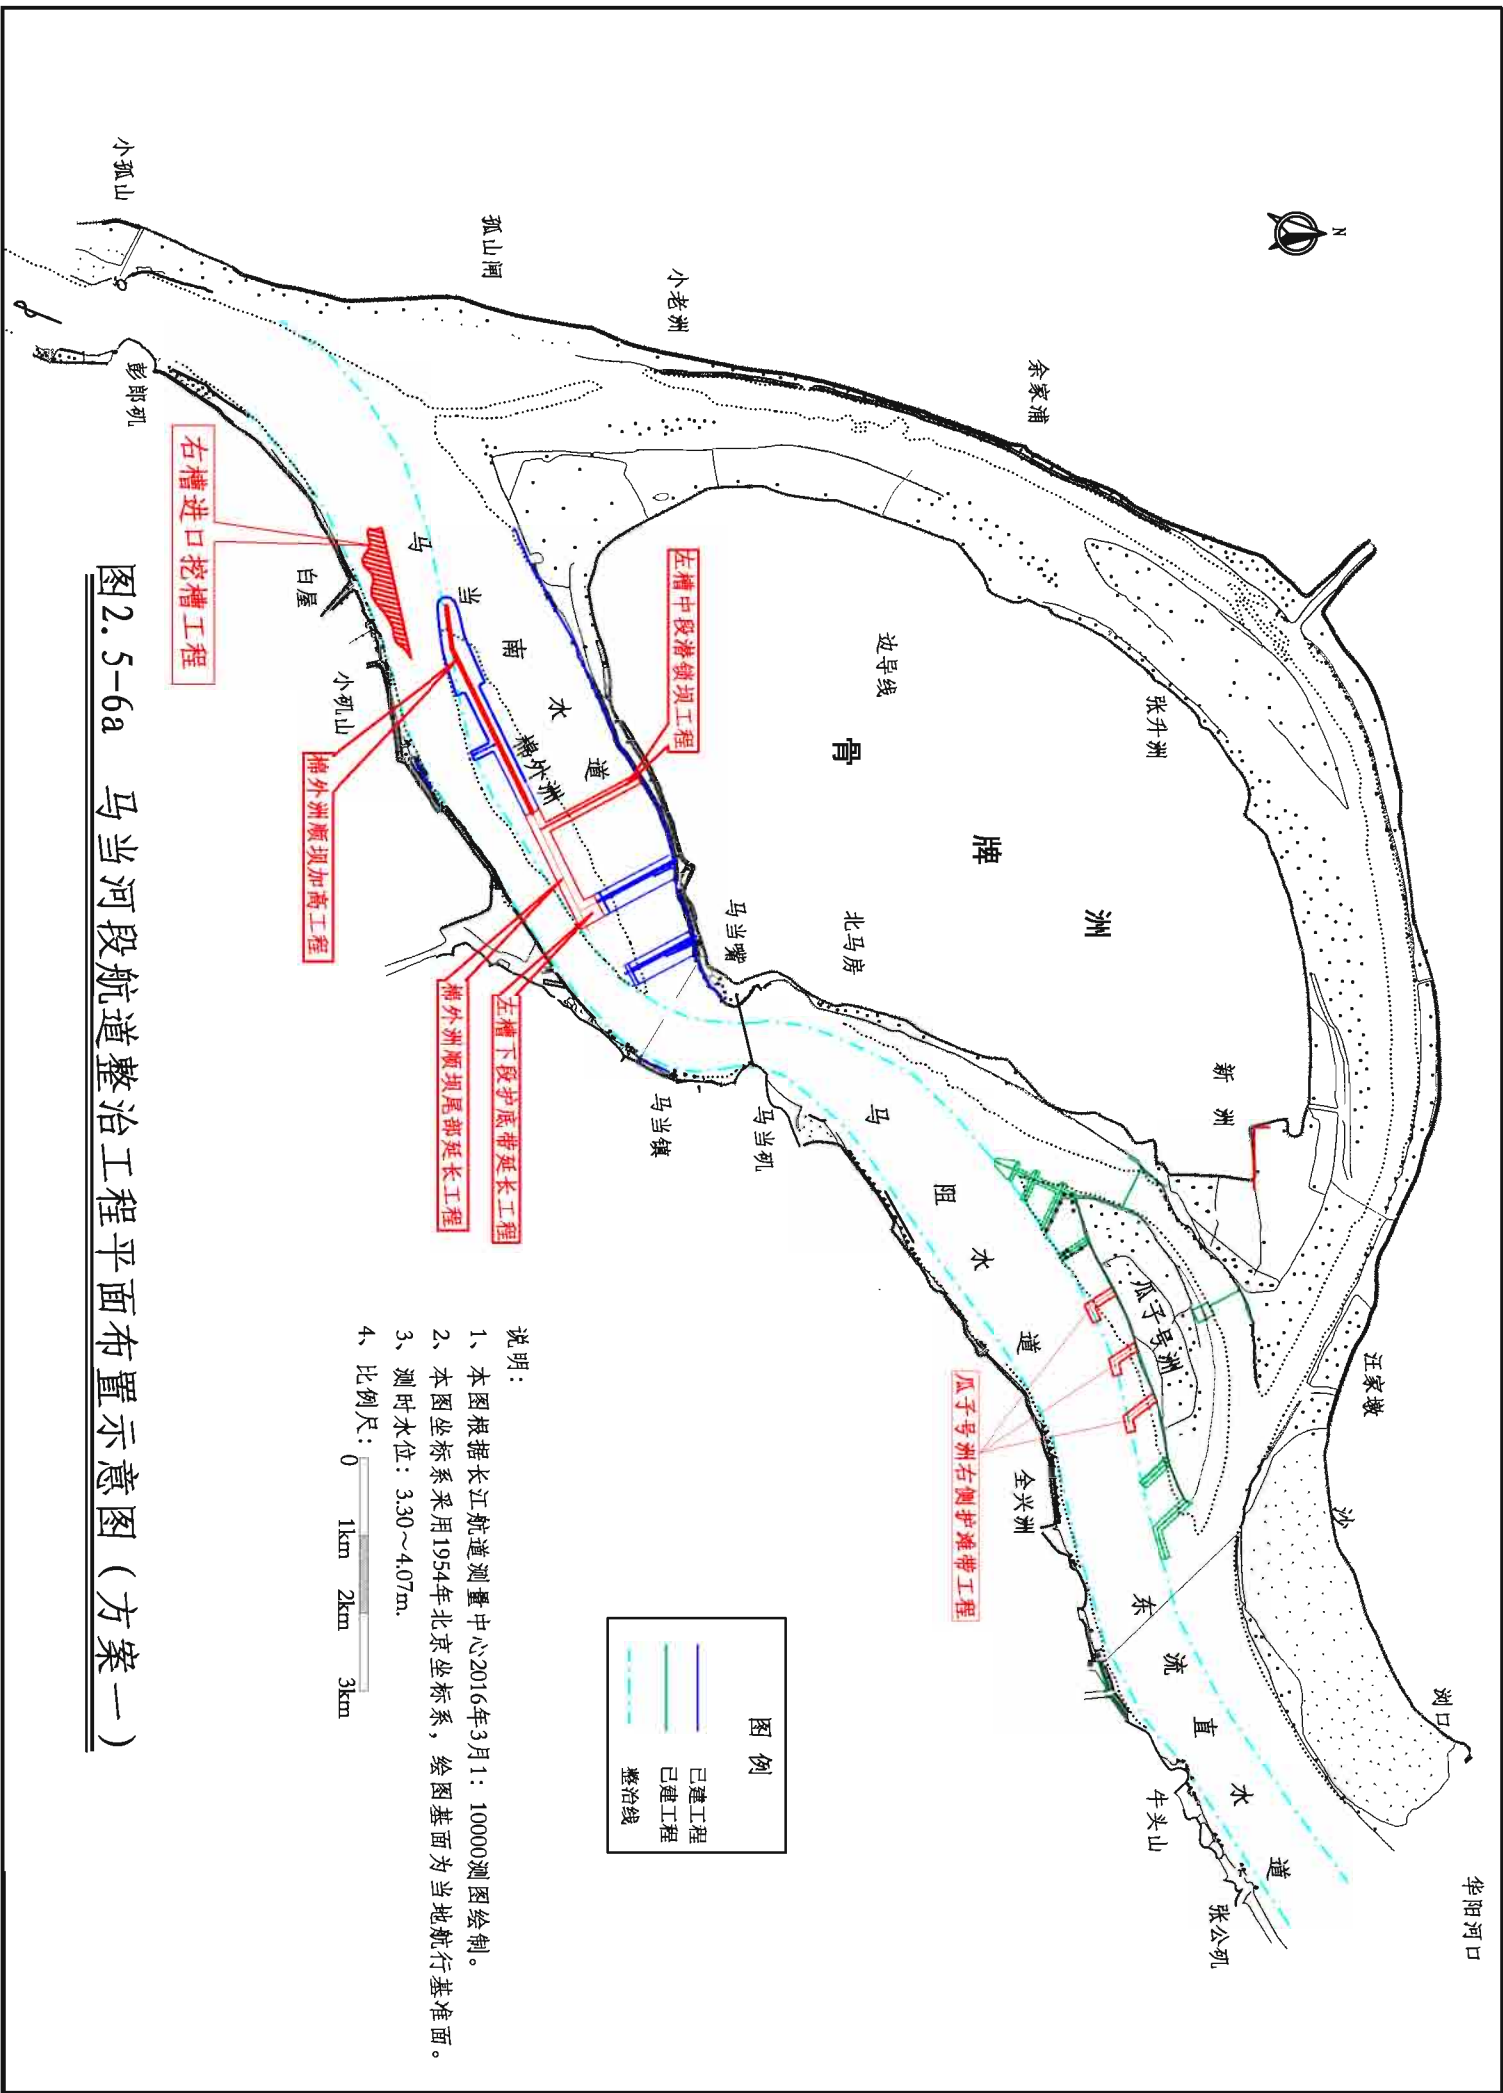 N
小孤山
孤山闸
小老洲
余家浦
张升洲
边导线
骨牌洲
北马房
马当嘴
新洲
汪家墩
沙
浏口
华阳河口
彭郎矶
白屋
小矶山
马当南水道
棉外洲
马当镇
马当矶
马阻水道
瓜子号洲
全兴洲
东流直水道
牛头山
张公矶
右槽进口挖槽工程
左槽中段潜锁坝工程
棉外洲顺坝加高工程
棉外洲顺坝尾部延长工程
左槽下段护底带延长工程
瓜子号洲右侧护滩带工程
图例
已建工程
已建工程
整治线
说明：
1、本图根据长江航道测量中心2016年3月1：10000测图绘制。
2、本图坐标系采用1954年北京坐标系，绘图基面为当地航行基准面。
3、测时水位：3.30～4.07m.
4、比例尺：0 1km 2km 3km
图2.5-6a 马当河段航道整治工程平面布置示意图（方案一）